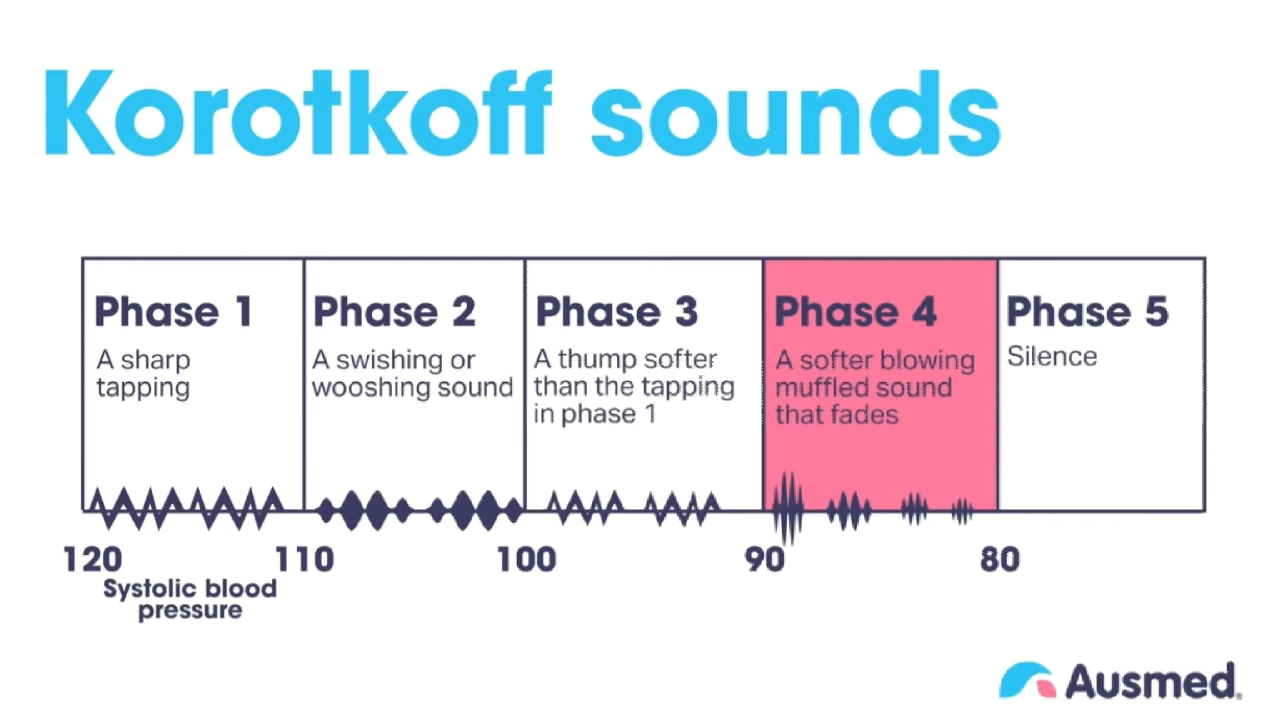 Korotkoff sounds
Phase 1
A sharp
tapping
Phase 2
A swishing or
wooshing sound
Phase 3
A thump softer
than the tapping
in phase 1
Phase 4
A softer blowing
muffled sound
that fades
Phase 5
Silence
120 110 100 90 80
Systolic blood
pressure
Ausmed